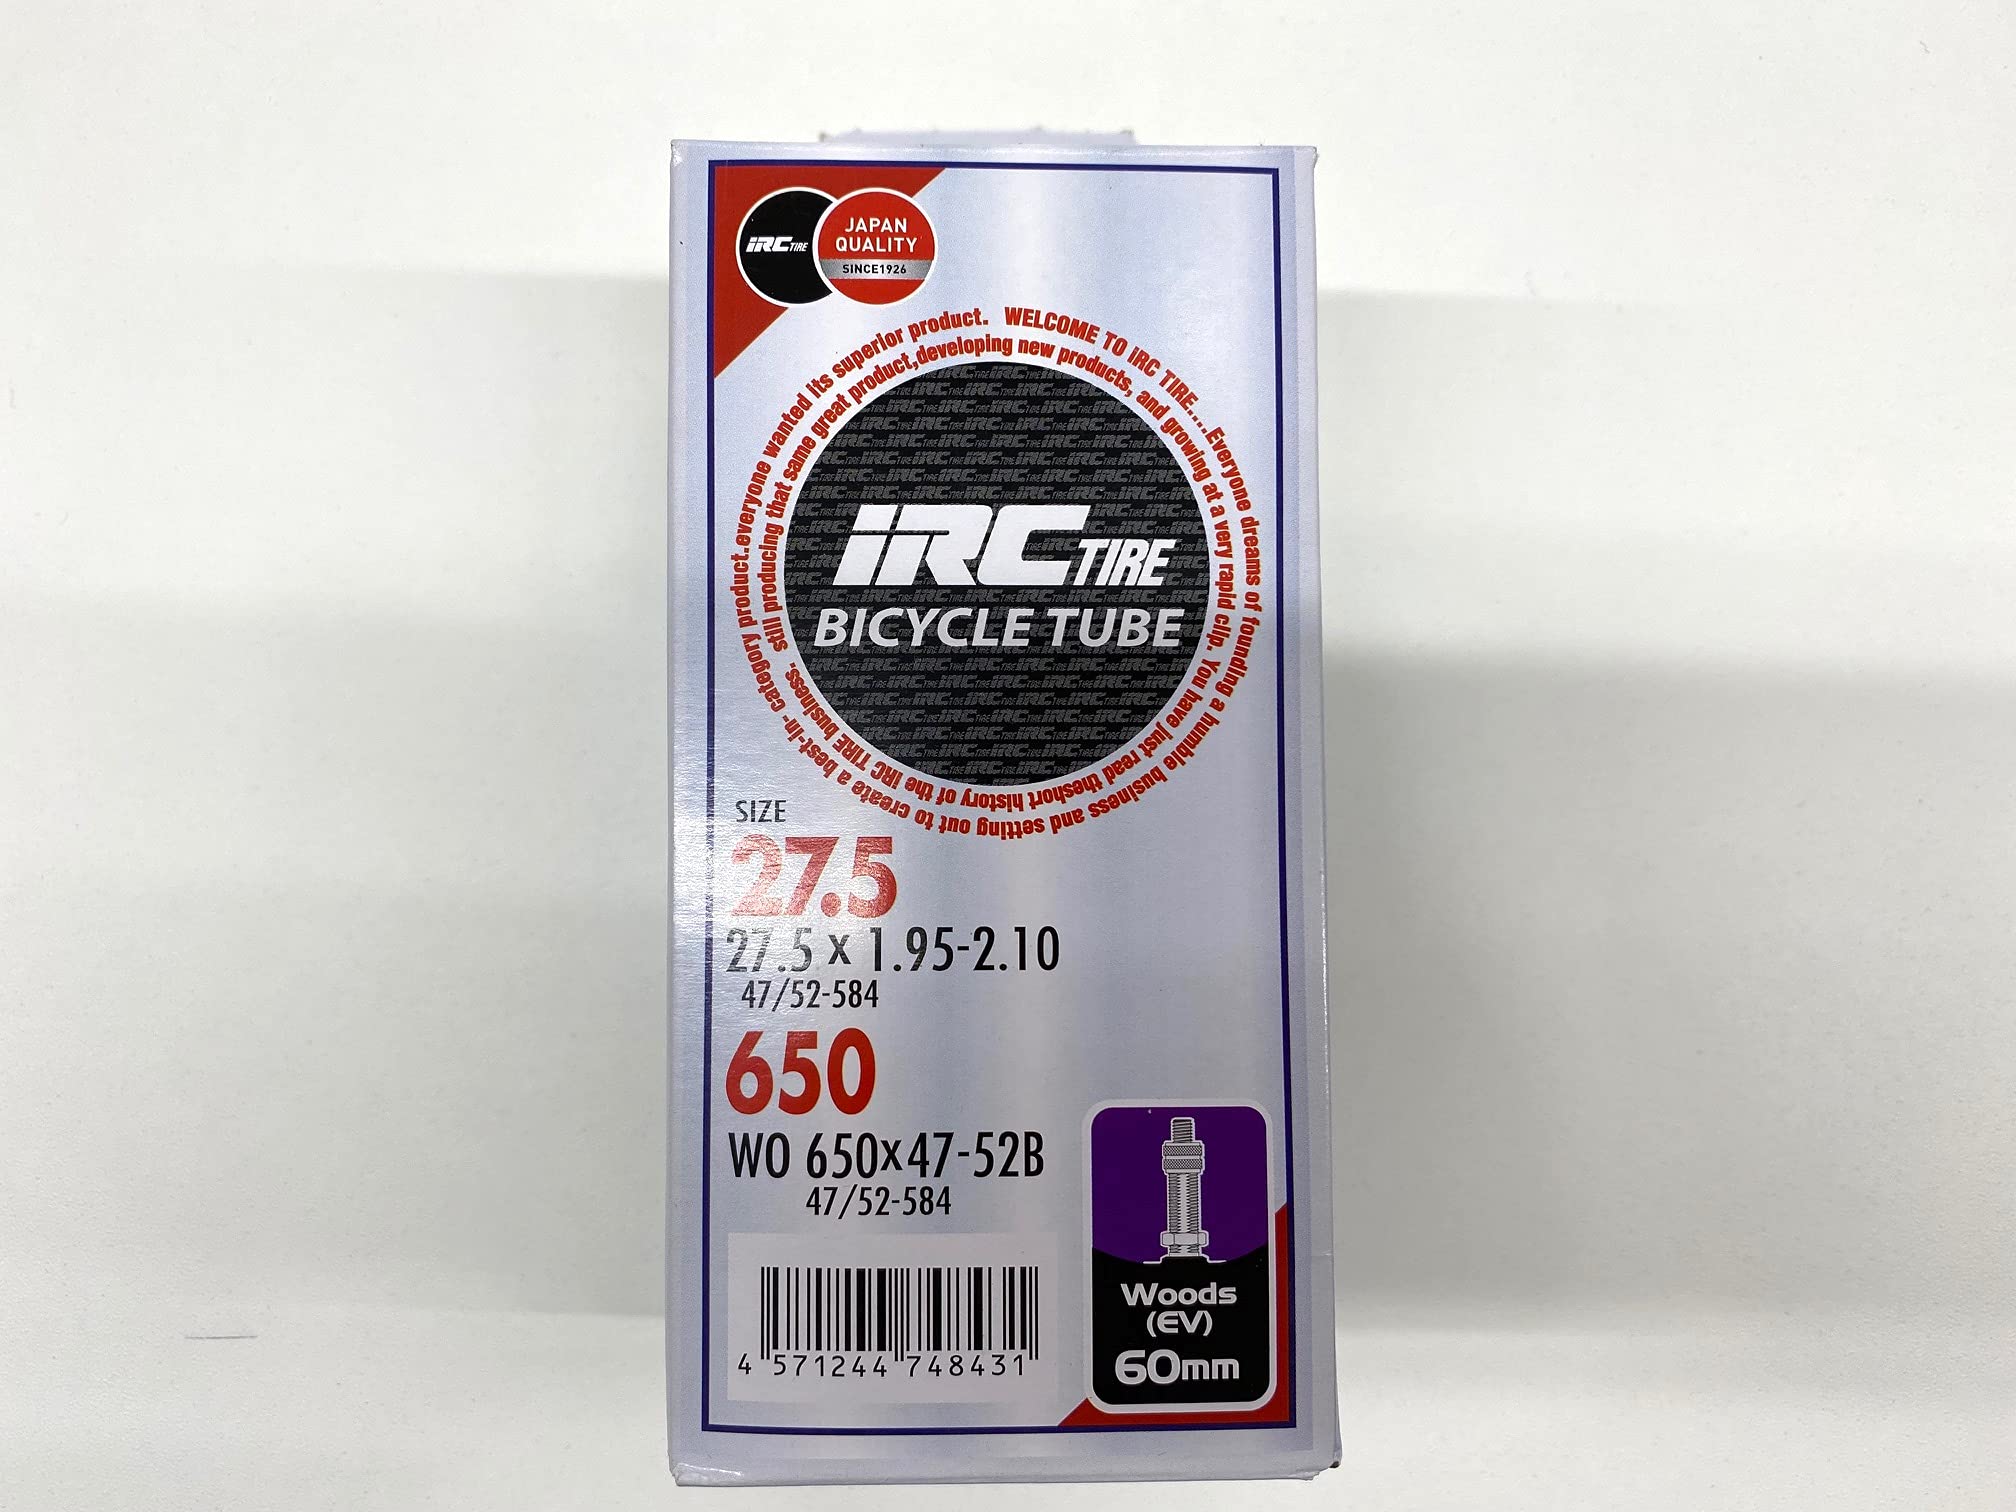 iRC TIRE
JAPAN
QUALITY
SINCE1926
WELCOME TO iRC TIRE....Everyone dreams of founding a humble business and setting out to create a best-in- category product.everyone wanted its superior product.
Still producing that same great product,developing new products, and growing at a very rapid clip. You have just read theshort history of the IRC TIRE business.
iRC TIRE
BICYCLE TUBE
SIZE
27.5
27.5 x 1.95-2.10
47/52-584
650
WO 650x47-52B
47/52-584
4 571244 748431
Woods
(EV)
60mm